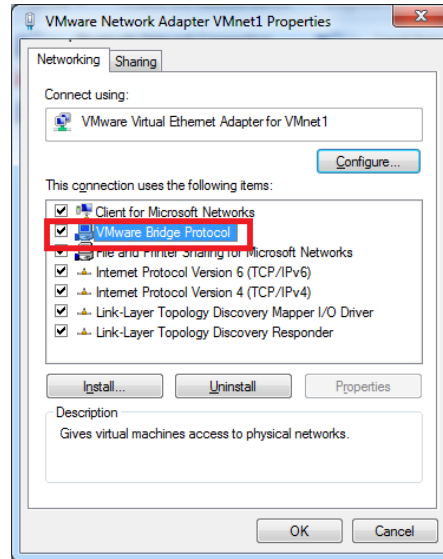 VMware Network Adapter VMnet1 Properties
Networking
Sharing
Connect using:
VMware Virtual Ethernet Adapter for VMnet1
Configure...
This connection uses the following items:
Client for Microsoft Networks
VMware Bridge Protocol
File and Printer Sharing for Microsoft Networks
Internet Protocol Version 6 (TCP/IPv6)
Internet Protocol Version 4 (TCP/IPv4)
Link-Layer Topology Discovery Mapper I/O Driver
Link-Layer Topology Discovery Responder
Install...
Uninstall
Properties
Description
Gives virtual machines access to physical networks.
OK
Cancel